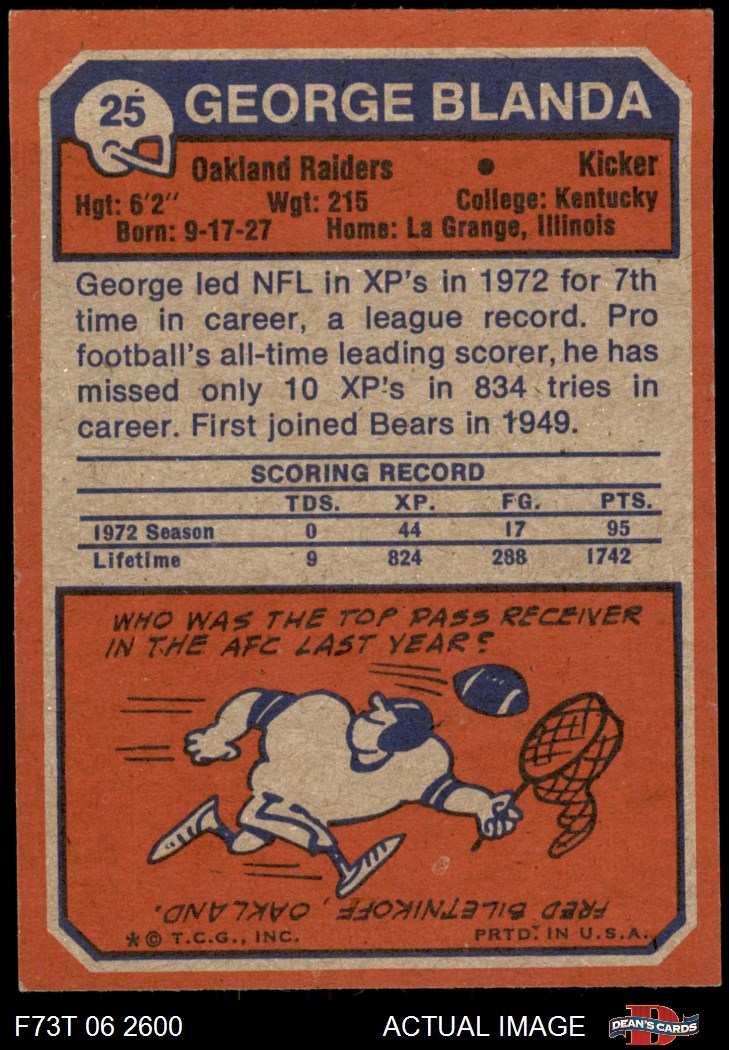 25 GEORGE BLANDA
Oakland Raiders • Kicker
Hgt: 6'2" Wgt: 215 College: Kentucky
Born: 9-17-27 Home: La Grange, Illinois
George led NFL in XP's in 1972 for 7th
time in career, a league record. Pro
football's all-time leading scorer, he has
missed only 10 XP's in 834 tries in
career. First joined Bears in 1949.
SCORING RECORD
TDS. XP. FG. PTS.
1972 Season 0 44 17 95
Lifetime 9 824 288 1742
WHO WAS THE TOP PASS RECEIVER
IN THE AFC LAST YEAR?
FRED BILETNIKOFF, OAKLAND.
* © T.C.G., INC. PRTD. IN U.S.A.
F73T 06 2600 ACTUAL IMAGE D DEAN'S CARDS